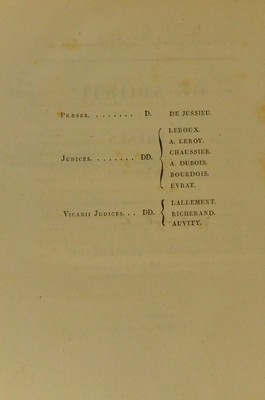 PRÆSES. . . . . . . . D. DE JUSSIEU.
LEROUX.
A. LEROY.
CHAUSSIER.
JUDICES. . . . . . . . DD.
A. DUBOIS.
BOURDOIS.
EVRAT.
LALLEMENT.
VICARII JUDICES. . . DD. RICHERAND.
AUVITY.